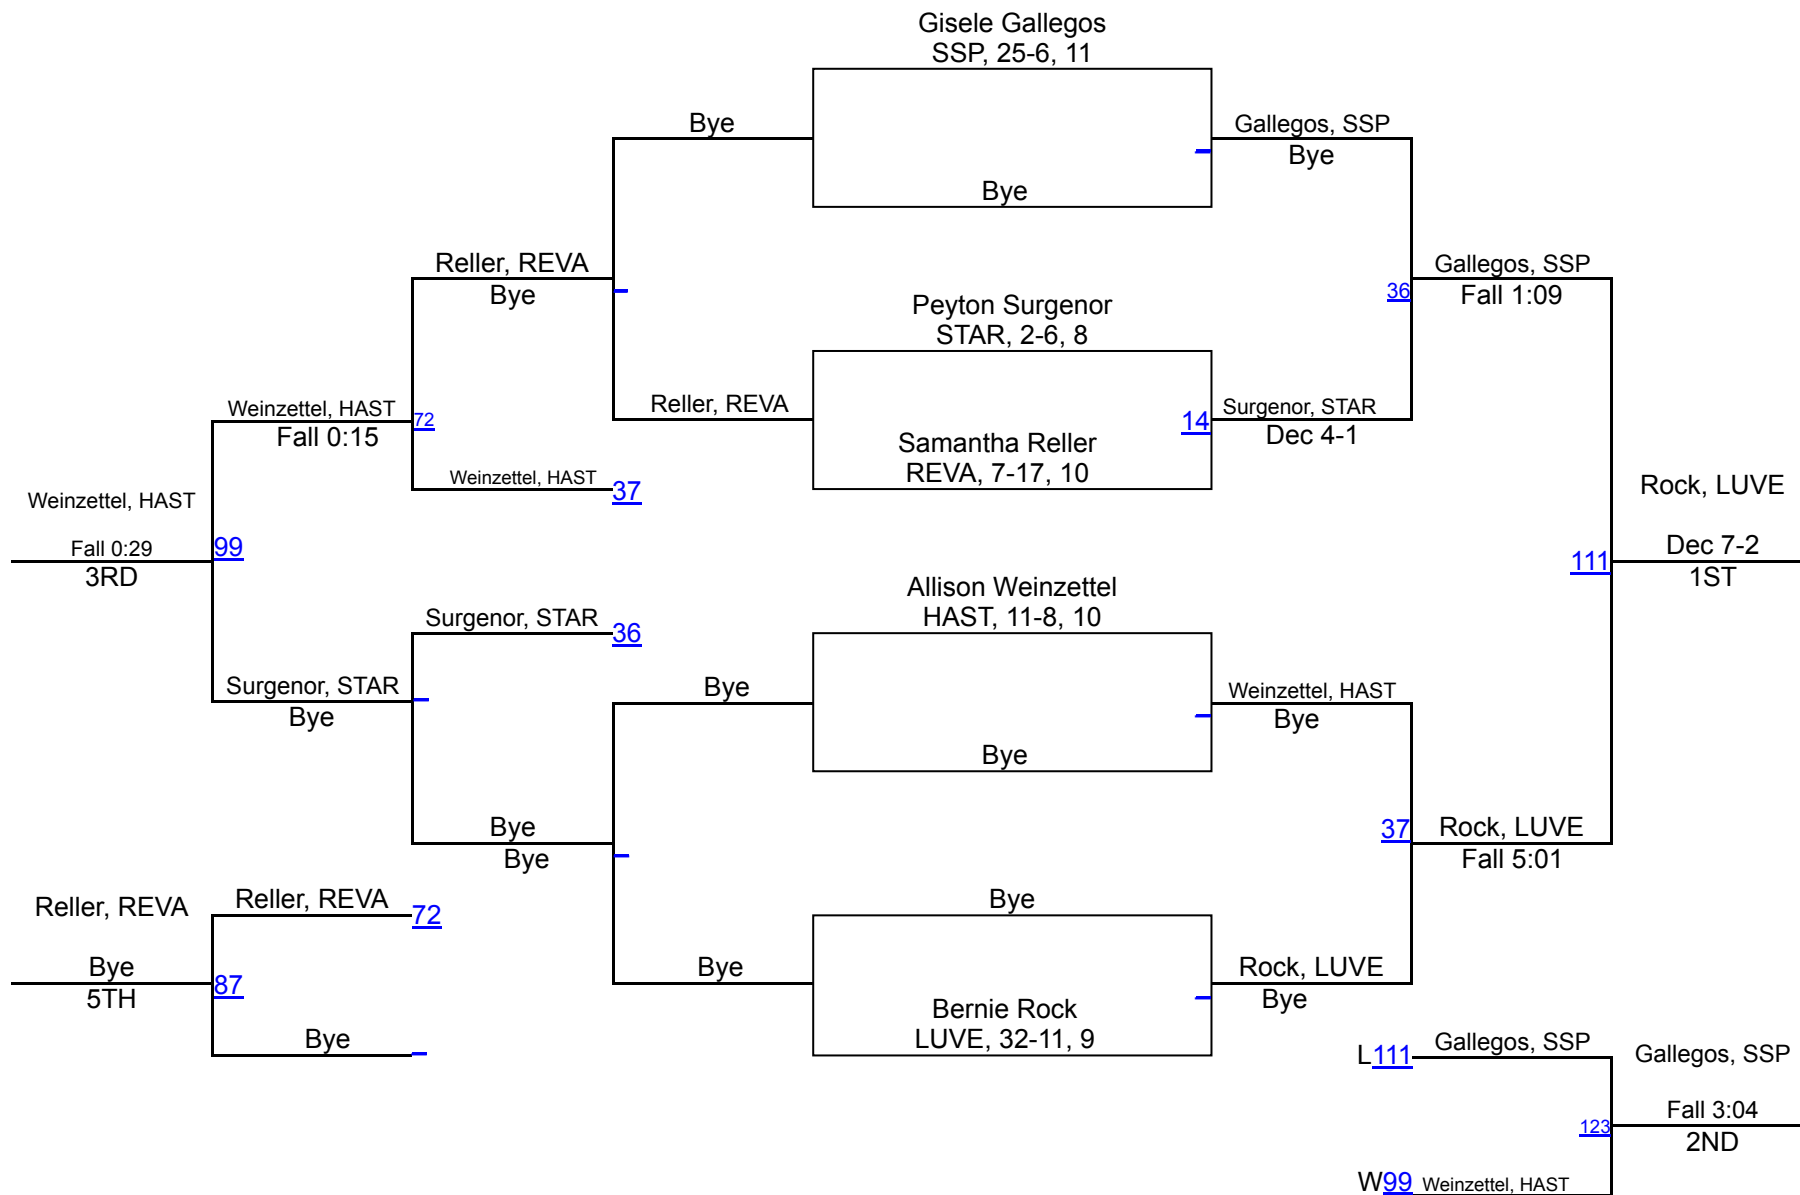 Gisele Gallegos
SSP, 25-6, 11
Bye
Gallegos, SSP
Bye
Bye
Reller, REVA
Bye
Gallegos, SSP
36
Fall 1:09
Peyton Surgenor
STAR, 2-6, 8
Reller, REVA
Surgenor, STAR
14
Dec 4-1
Samantha Reller
REVA, 7-17, 10
Weinzettel, HAST
72
Fall 0:15
Weinzettel, HAST
37
Weinzettel, HAST
Fall 0:29
99
3RD
Rock, LUVE
Dec 7-2
111
1ST
Allison Weinzettel
HAST, 11-8, 10
Surgenor, STAR
36
Surgenor, STAR
Bye
Bye
Weinzettel, HAST
Bye
Bye
Bye
Bye
37
Rock, LUVE
Fall 5:01
Reller, REVA
Reller, REVA
72
Bye
87
5TH
Bye
Bye
Bye
Rock, LUVE
Bye
Bernie Rock
LUVE, 32-11, 9
L111
Gallegos, SSP
Gallegos, SSP
Fall 3:04
123
2ND
W99
Weinzettel, HAST